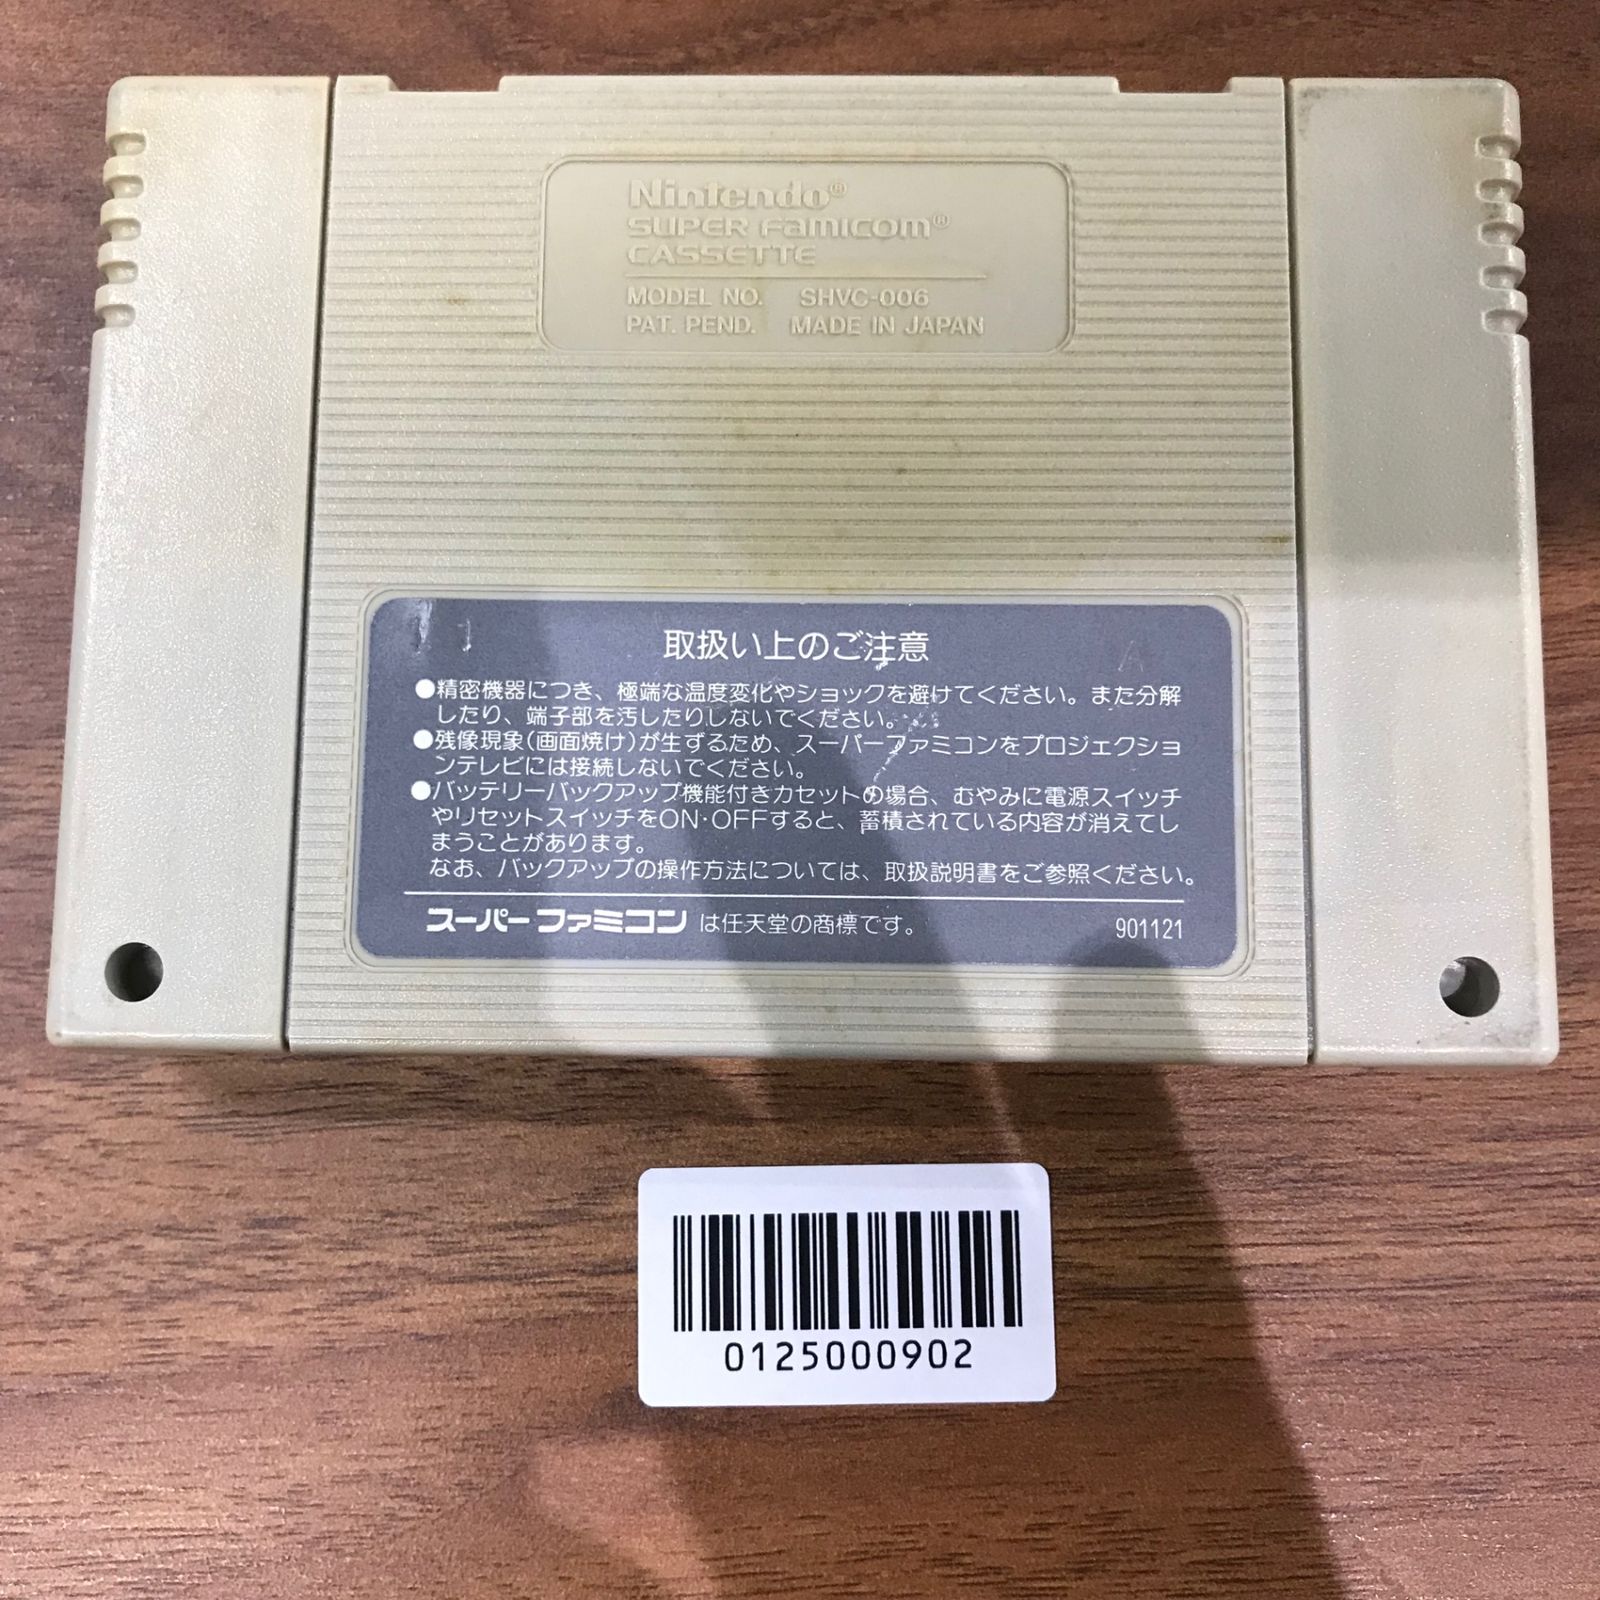 Nintendo®
SUPER FAMICOM®
CASSETTE
MODEL NO. SHVC-006
PAT. PEND. MADE IN JAPAN
取扱い上のご注意
●精密機器につき、極端な温度変化やショックを避けてください。また分解
したり、端子部を汚したりしないでください。
●残像現象(画面焼け)が生ずるため、スーパーファミコンをプロジェクショ
ンテレビには接続しないでください。
●バッテリーバックアップ機能付きカセットの場合、むやみに電源スイッチ
やリセットスイッチをON・OFFすると、蓄積されている内容が消えてし
まうことがあります。
なお、バックアップの操作方法については、取扱説明書をご参照ください。
スーパーファミコン は任天堂の商標です。 901121
0125000902